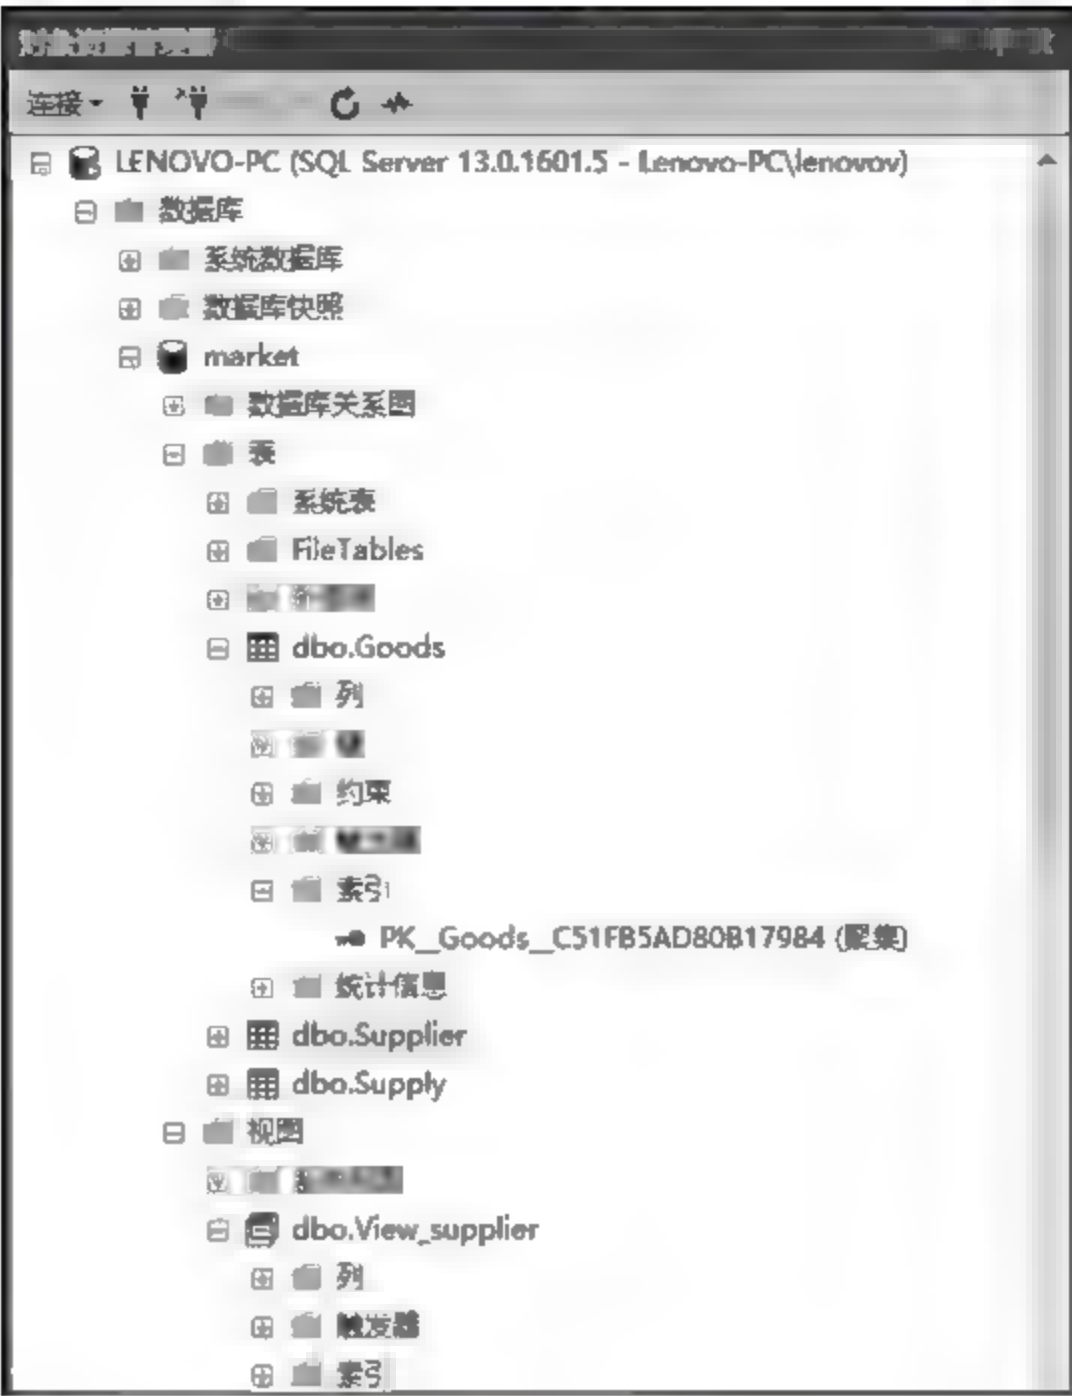 连接
LENOVO-PC (SQL Server 13.0.1601.5 - Lenovo-PC\lenovov)
数据库
系统数据库
数据库快照
market
数据库关系图
表
系统表
FileTables
dbo.Goods
列
约束
索引
PK__Goods__C51FB5AD80B17984 (聚集)
统计信息
dbo.Supplier
dbo.Supply
视图
dbo.View_supplier
列
触发器
索引